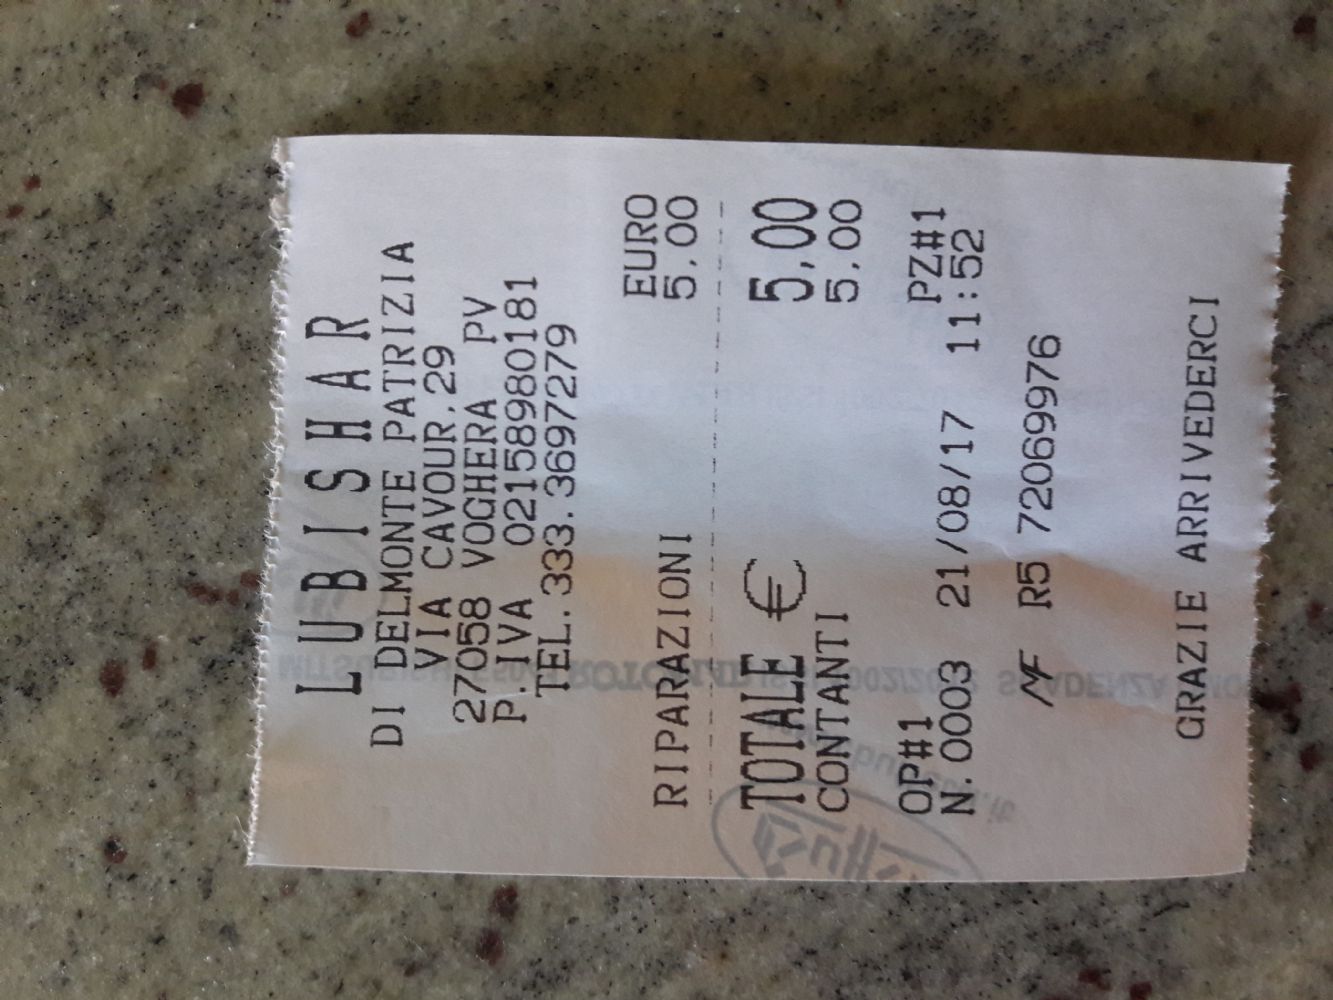 LUBISHAR
DI DELMONTE PATRIZIA
VIA CAVOUR.29
27058 VOGHERA PV
P.IVA 02158980181
TEL.333.3697279
EURO
RIPARAZIONI 5,00
TOTALE € 5,00
CONTANTI 5,00
OP#1 PZ#1
N.0003 21/08/17 11:52
MF R5 72069976
GRAZIE ARRIVEDERCI